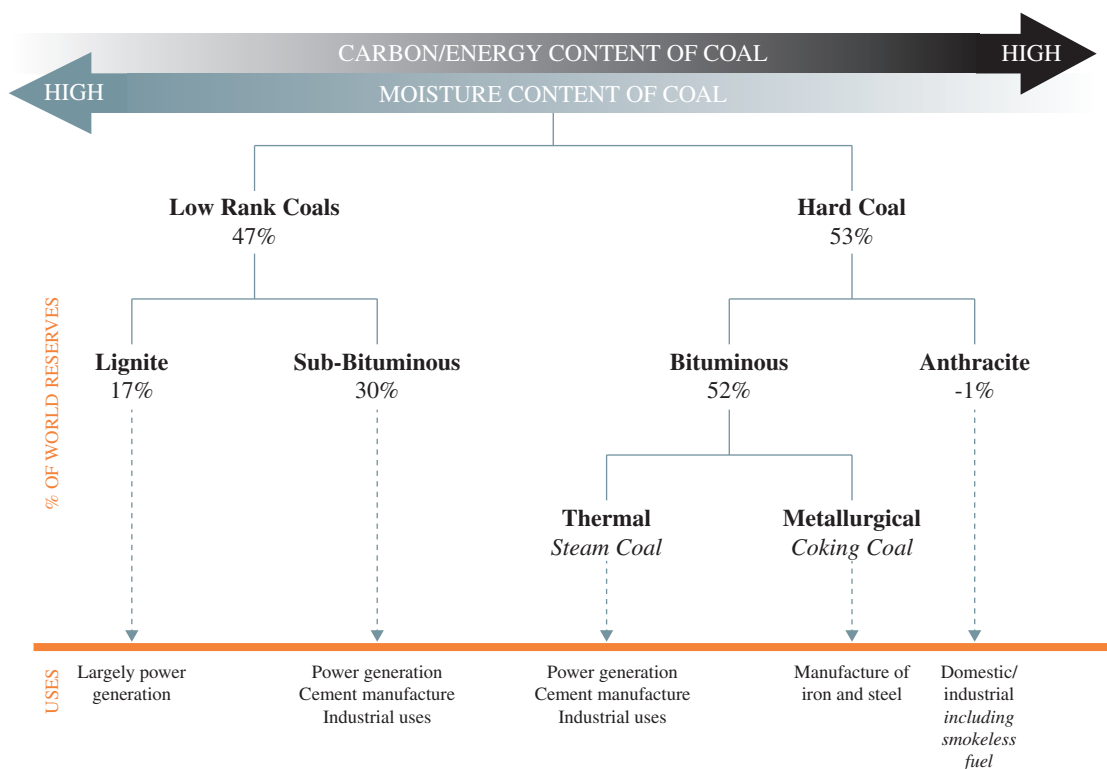 CARBON/ENERGY CONTENT OF COAL
HIGH
HIGH
MOISTURE CONTENT OF COAL
Low Rank Coals
47%
Hard Coal
53%
% OF WORLD RESERVES
Lignite
17%
Sub-Bituminous
30%
Bituminous
52%
Anthracite
-1%
Thermal
Steam Coal
Metallurgical
Coking Coal
USES
Largely power
generation
Power generation
Cement manufacture
Industrial uses
Power generation
Cement manufacture
Industrial uses
Manufacture of
iron and steel
Domestic/
industrial
including
smokeless
fuel